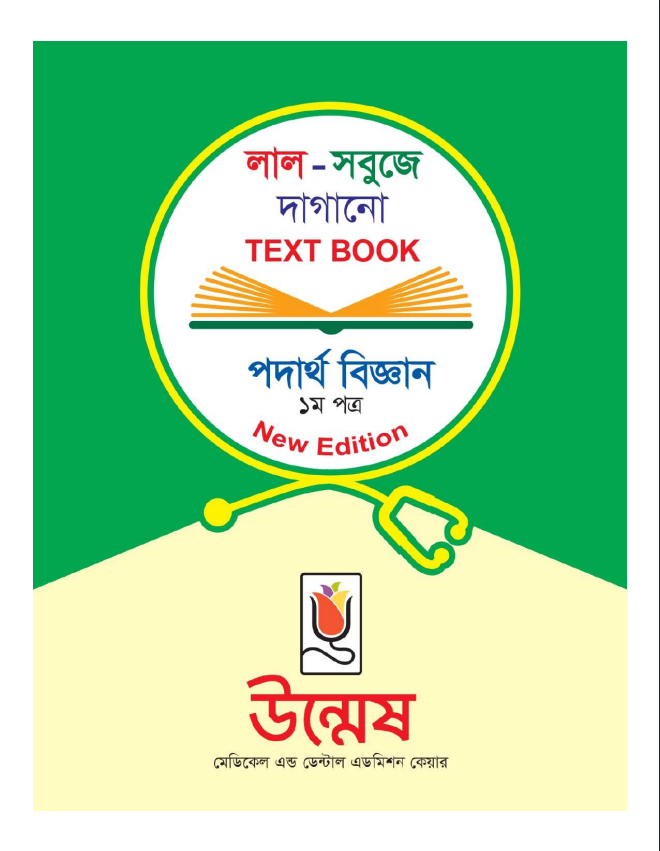 লাল - সবুজে
দাগানো
TEXT BOOK
পদার্থ বিজ্ঞান
১ম পত্র
New Edition
উন্মেষ
মেডিকেল এন্ড ডেন্টাল এডমিশন কেয়ার